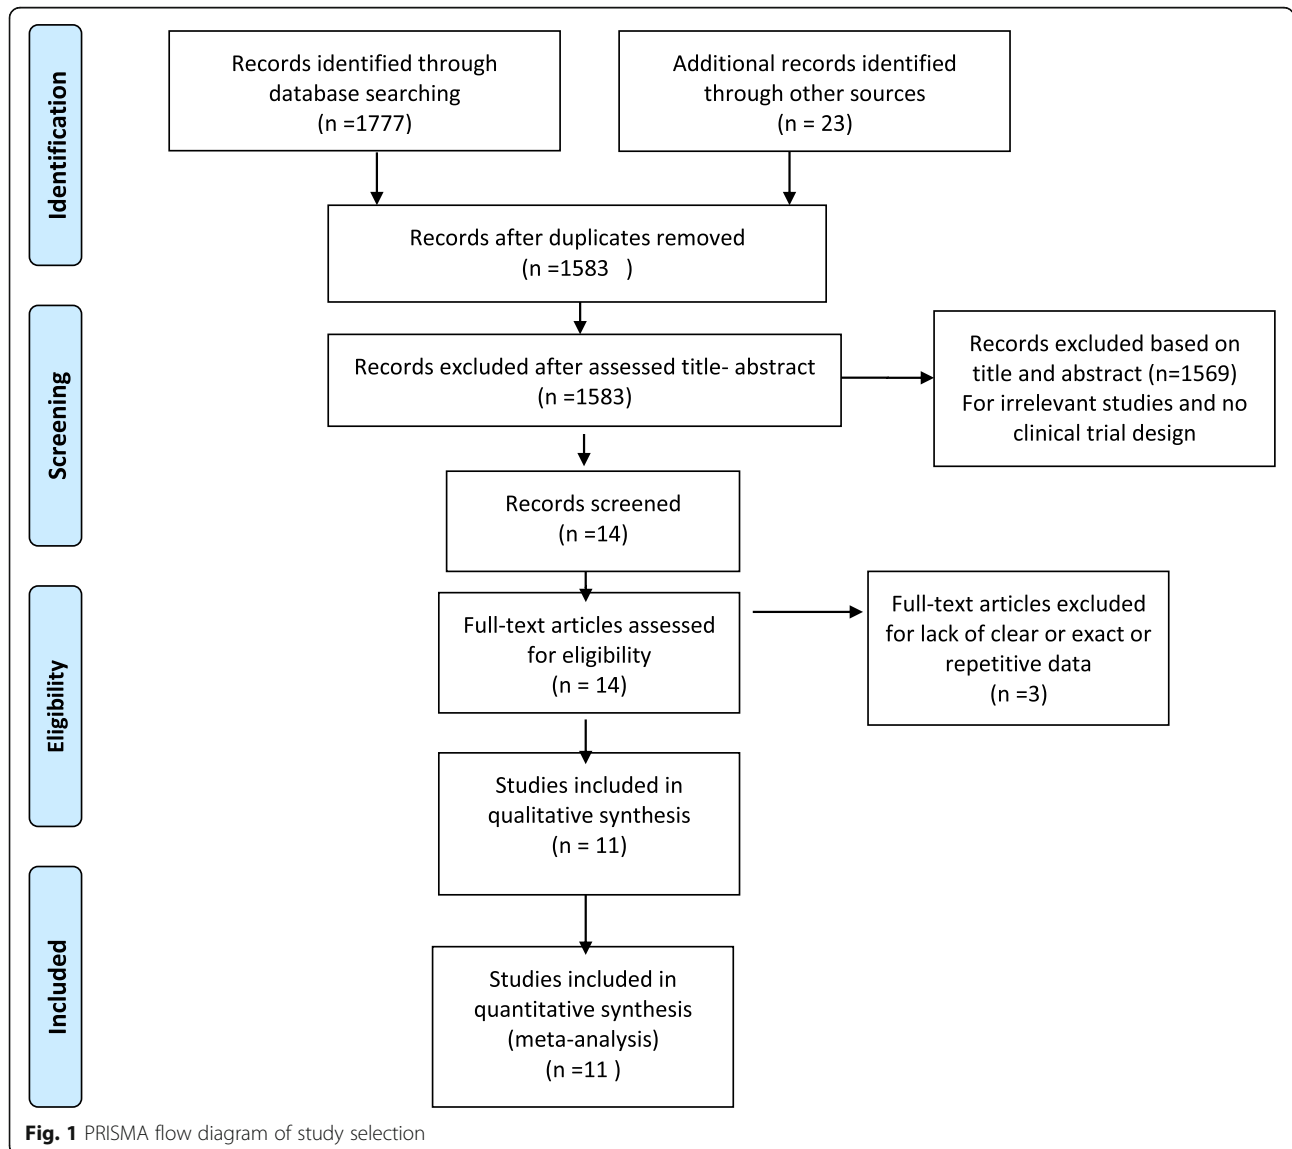 Identification
Records identified through
database searching
(n =1777)
Additional records identified
through other sources
(n = 23)
Records after duplicates removed
(n =1583   )
Screening
Records excluded after assessed title- abstract
(n =1583)
Records excluded based on
title and abstract (n=1569)
For irrelevant studies and no
clinical trial design
Records screened
(n =14)
Eligibility
Full-text articles assessed
for eligibility
(n = 14)
Full-text articles excluded
for lack of clear or exact or
repetitive data
(n =3)
Studies included in
qualitative synthesis
(n = 11)
Included
Studies included in
quantitative synthesis
(meta-analysis)
(n =11 )
Fig. 1 PRISMA flow diagram of study selection